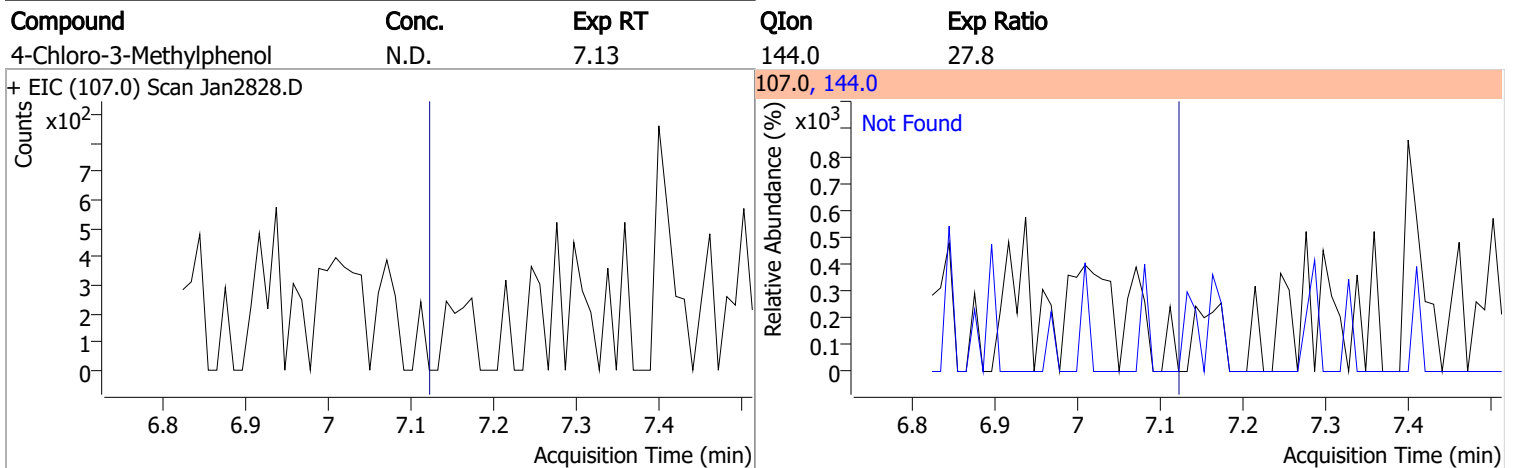 Compound Conc. Exp RT QIon Exp Ratio
4-Chloro-3-Methylphenol N.D. 7.13 144.0 27.8
+ EIC (107.0) Scan Jan2828.D
Counts
x10²
7
6
5
4
3
2
1
0
6.8 6.9 7 7.1 7.2 7.3 7.4
Acquisition Time (min)
107.0, 144.0
Relative Abundance (%)
x10³
Not Found
0.8
0.7
0.6
0.5
0.4
0.3
0.2
0.1
0
6.8 6.9 7 7.1 7.2 7.3 7.4
Acquisition Time (min)